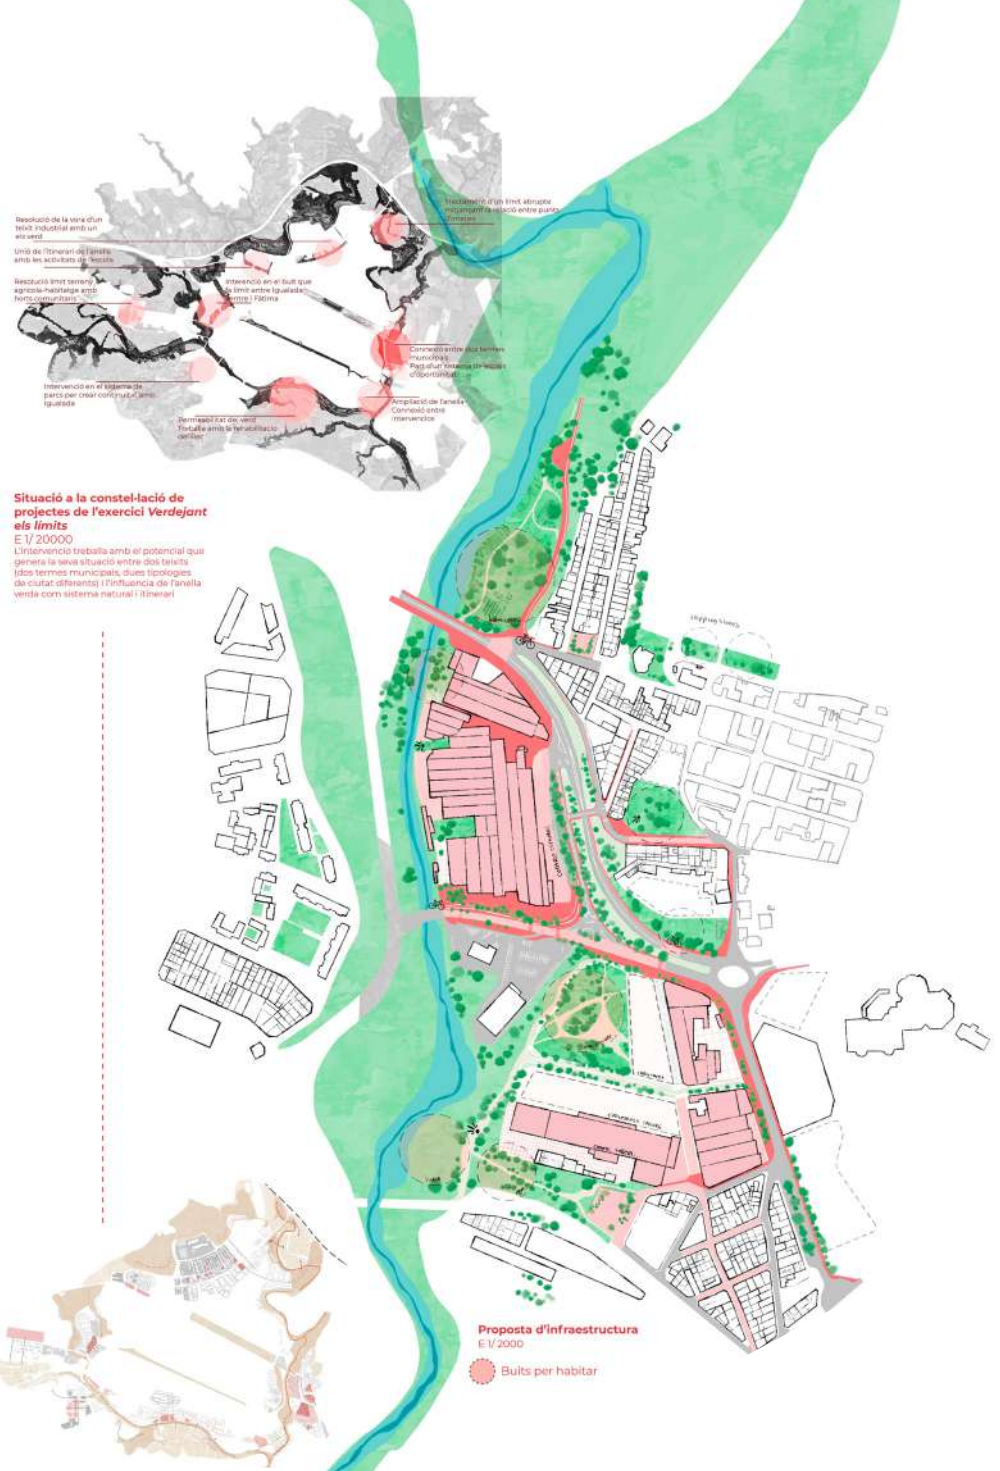 Resolució de la vora d'un
teixit industrial amb un
eix verd
Tractament d'un límit abrupte
mitjançant la relació entre punts
Unió de l'itinerari de l'anella
amb les activitats de l'escola
Resolució límit terreny
agrícola-habitatge amb
horts comunitaris
Intervenció en el buit que
límit entre Igualada
Fàtima
Connexió entre dos termes
municipals
Part d'un sistema de espais
d'oportunitat
Intervenció en el sistema de
parcs per crear continuïtat amb
Igualada
Ampliació de l'anella
Connexió entre
intervencios
Permeabilitat del verd
Treballa amb la rehabilitació
Situació a la constel·lació de
projectes de l'exercici Verdejant
els límits
E 1/ 20000
L'intervenció treballa amb el potencial que
genera la seva situació entre dos teixits
(dos termes municipals, dues tipologies
de ciutat diferents) i l'influencia de l'anella
verda com sistema natural i itinerari
Proposta d'infraestructura
E 1/ 2000
Buits per habitar